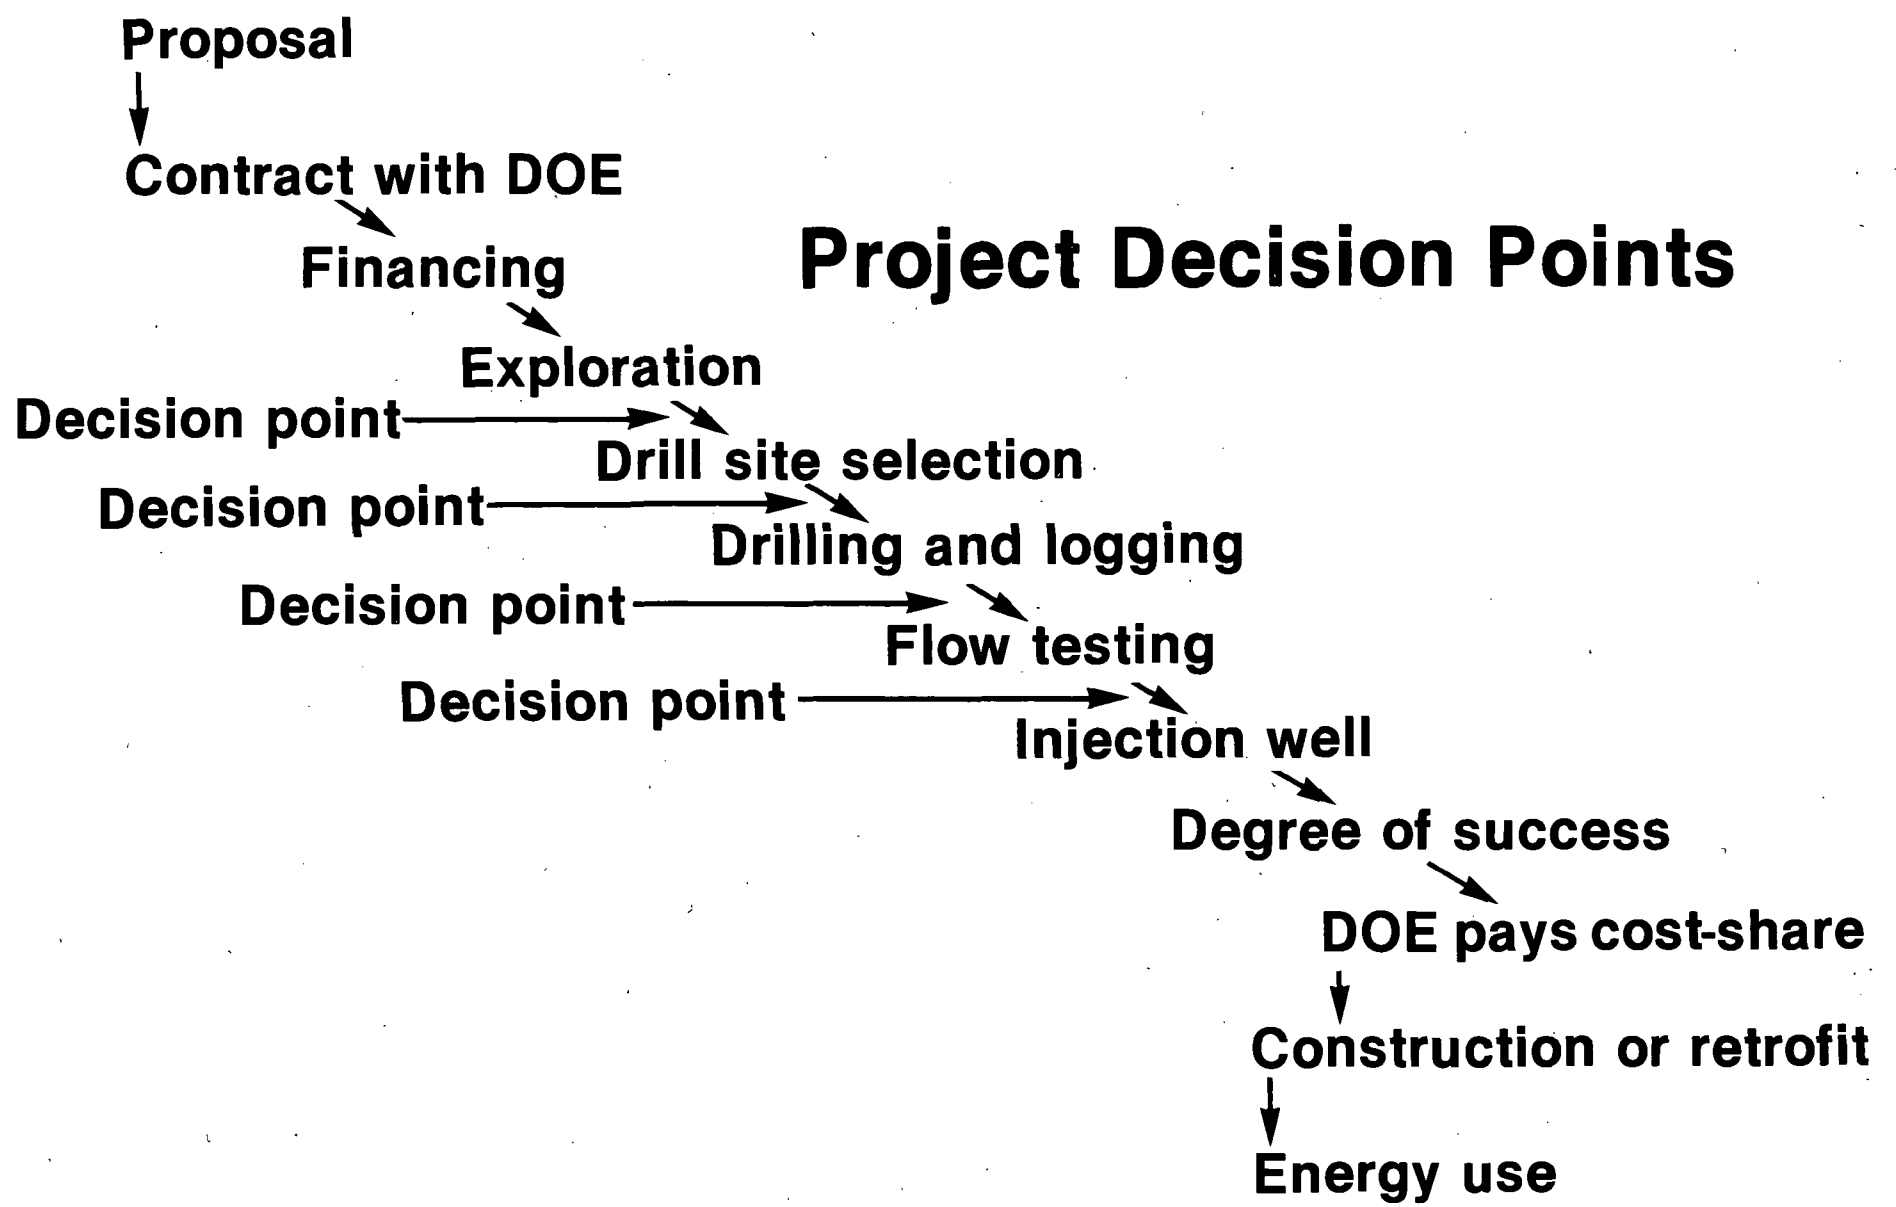 Proposal
Contract with DOE
Project Decision Points
Financing
Exploration
Decision point
Drill site selection
Decision point
Drilling and logging
Decision point
Flow testing
Decision point
Injection well
Degree of success
DOE pays cost-share
Construction or retrofit
Energy use